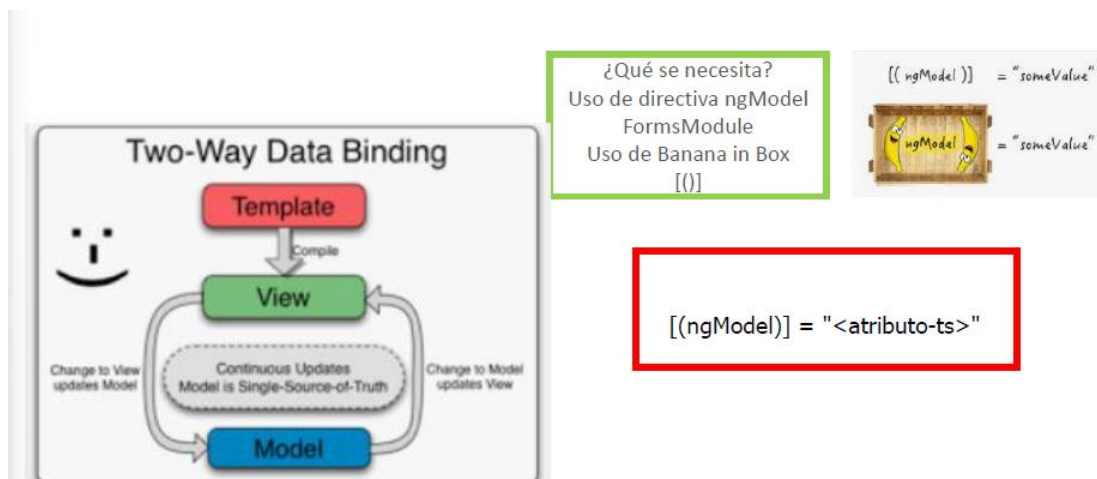 Two-Way Data Binding
Template
Compile
View
Change to View
updates Model
Continuous Updates
Model is Single-Source-of-Truth
Change to Model
updates View
Model
¿Qué se necesita?
Uso de directiva ngModel
FormsModule
Uso de Banana in Box
[()]
[( ngModel )] = "someValue"
ngModel = "someValue"
[(ngModel)] = "<atributo-ts>"